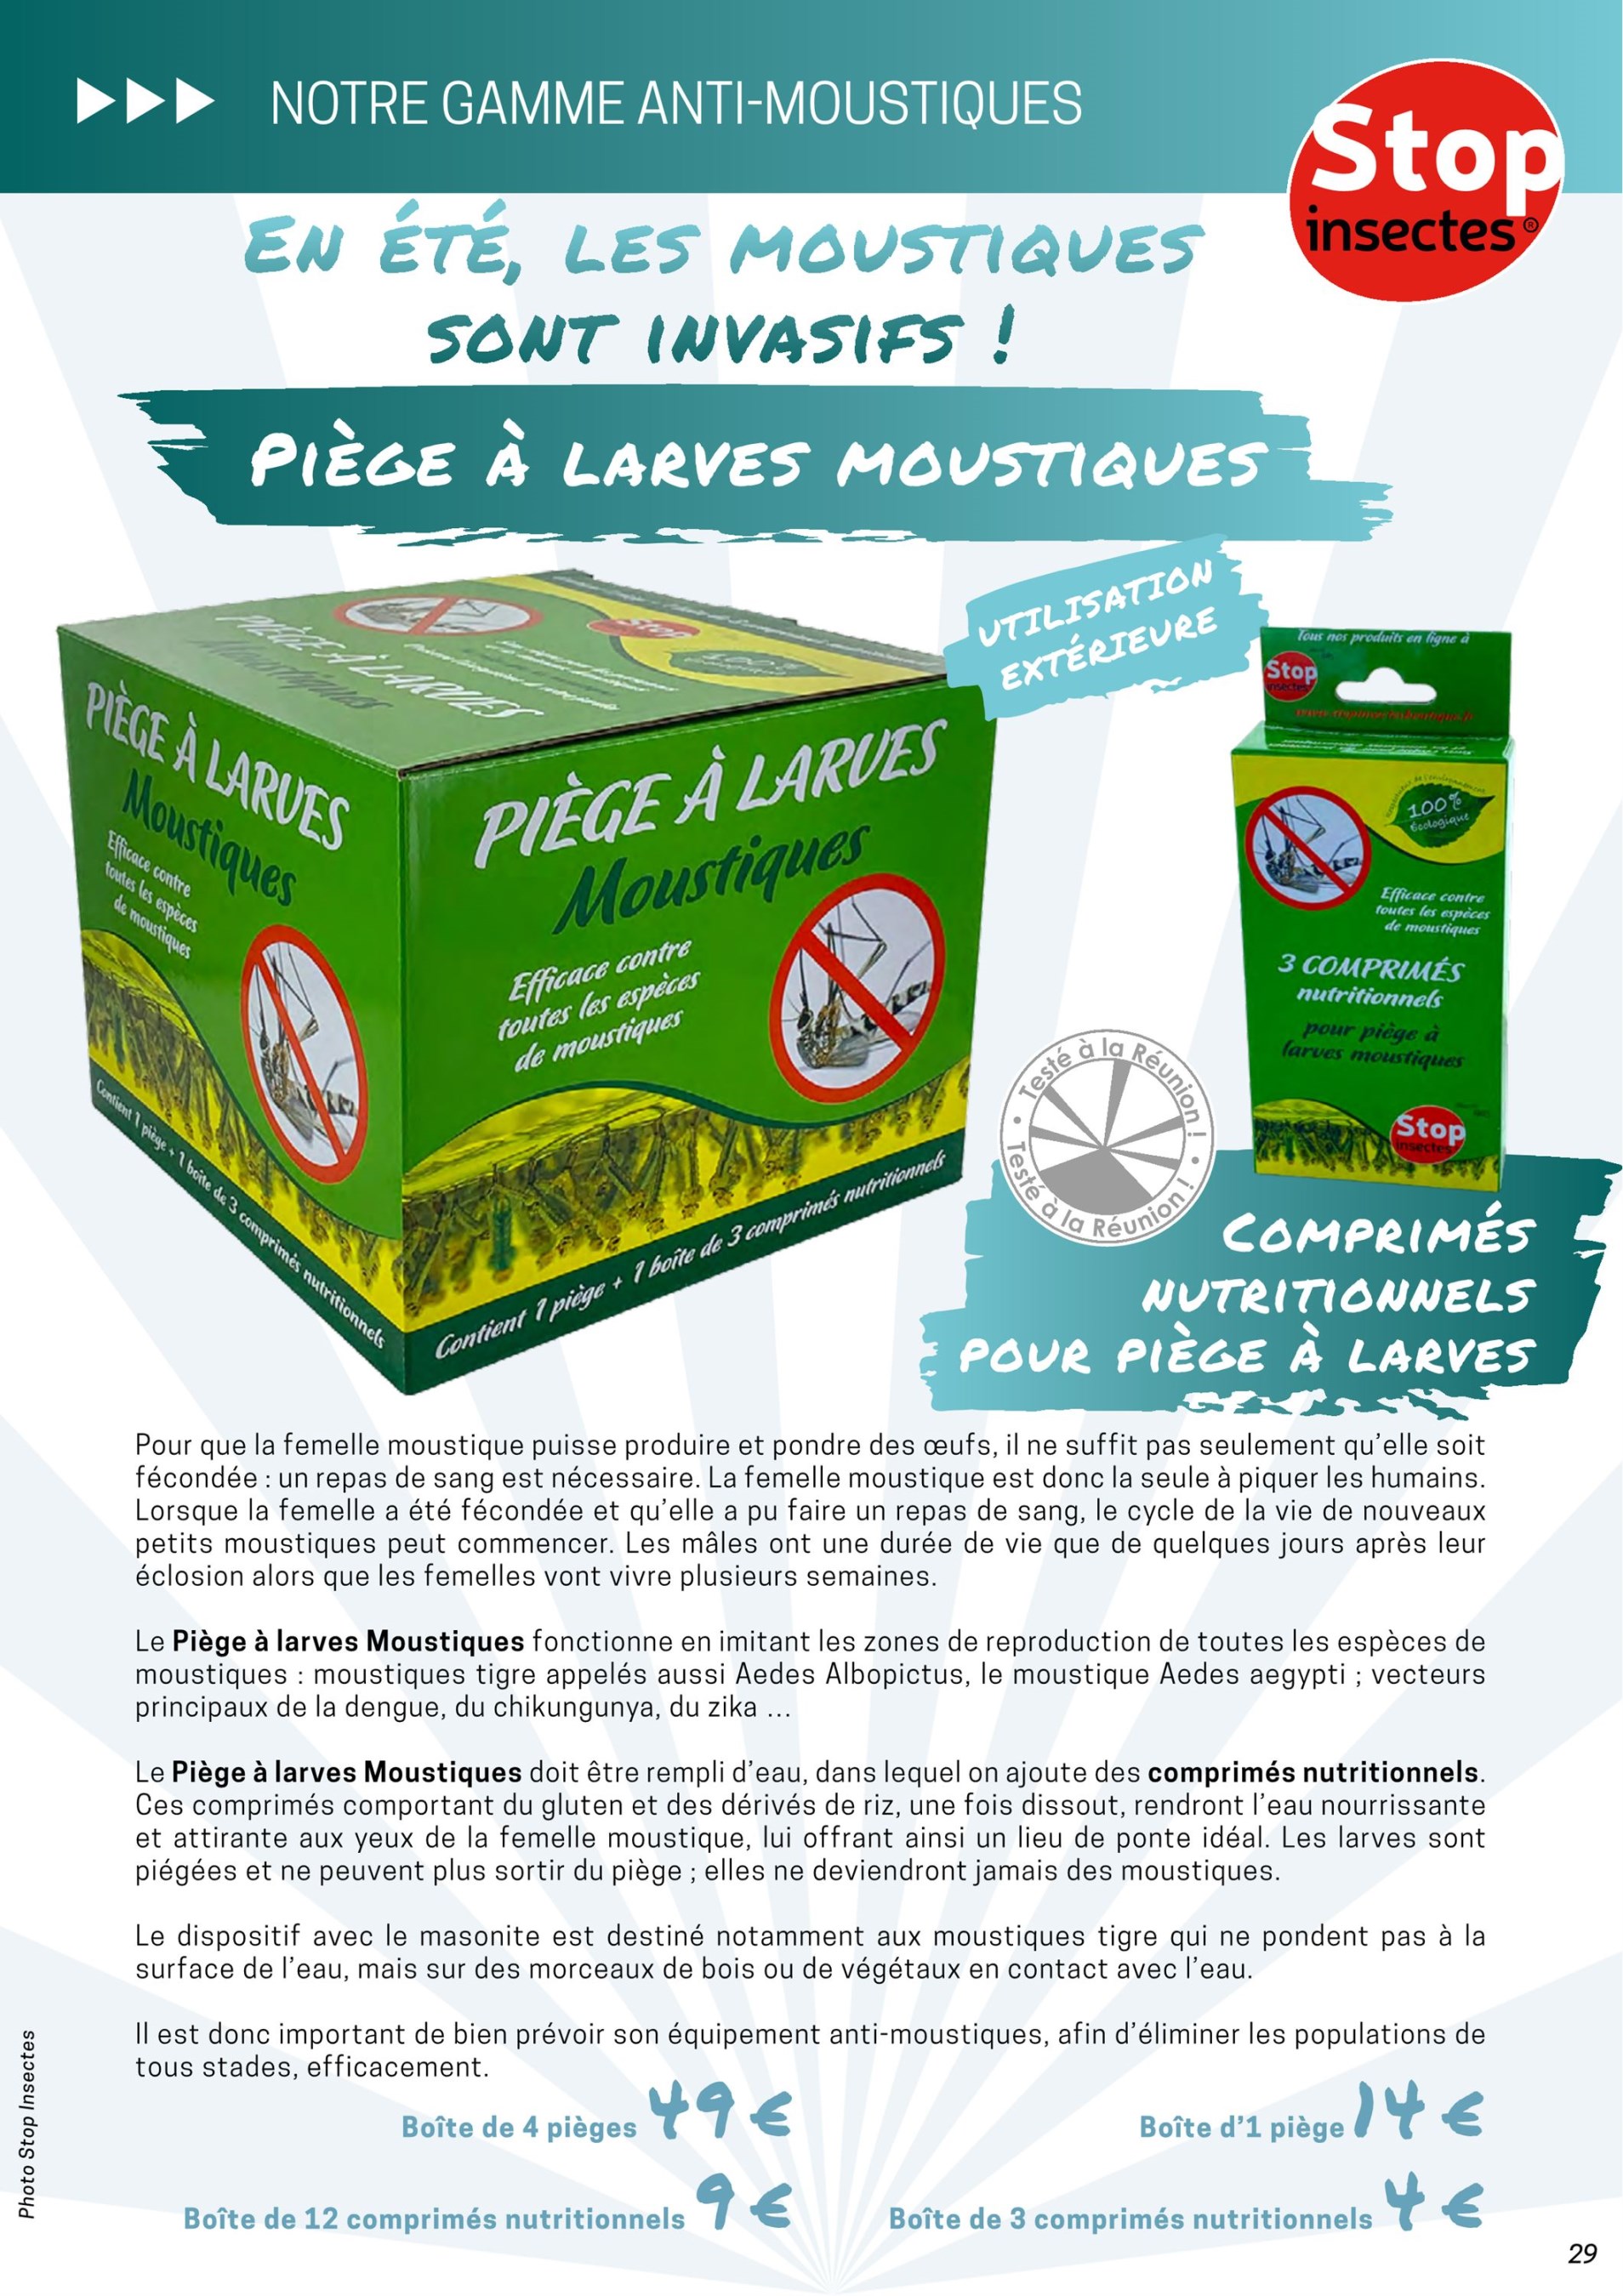 NOTRE GAMME ANTI-MOUSTIQUES
Stop
insectes®
EN ÉTÉ, LES MOUSTIQUES
SONT INVASIFS !
PIÈGE À LARVES MOUSTIQUES
UTILISATION
EXTÉRIEURE
PIÈGE À LARVES
Moustiques
Stop
PIÈGE À LARVES
Moustiques
Efficace contre
toutes les espèces
de moustiques
Contient 1 piège + 1 boîte de 3 comprimés nutritionnels
PIÈGE À LARVES
Moustiques
Efficace contre
toutes les espèces
de moustiques
Contient 1 piège + 1 boîte de 3 comprimés nutritionnels
Tous nos produits en ligne à
Stop
insectes
100%
Écologique
Efficace contre
toutes les espèces
de moustiques
3 COMPRIMÉS
nutritionnels
pour piège à
larves moustiques
Stop
insectes
Testé à la Réunion !
Testé à la Réunion !
COMPRIMÉS
NUTRITIONNELS
POUR PIÈGE À LARVES
Pour que la femelle moustique puisse produire et pondre des œufs, il ne suffit pas seulement qu’elle soit
fécondée : un repas de sang est nécessaire. La femelle moustique est donc la seule à piquer les humains.
Lorsque la femelle a été fécondée et qu’elle a pu faire un repas de sang, le cycle de la vie de nouveaux
petits moustiques peut commencer. Les mâles ont une durée de vie que de quelques jours après leur
éclosion alors que les femelles vont vivre plusieurs semaines.
Le Piège à larves Moustiques fonctionne en imitant les zones de reproduction de toutes les espèces de
moustiques : moustiques tigre appelés aussi Aedes Albopictus, le moustique Aedes aegypti ; vecteurs
principaux de la dengue, du chikungunya, du zika ...
Le Piège à larves Moustiques doit être rempli d’eau, dans lequel on ajoute des comprimés nutritionnels.
Ces comprimés comportant du gluten et des dérivés de riz, une fois dissout, rendront l’eau nourrissante
et attirante aux yeux de la femelle moustique, lui offrant ainsi un lieu de ponte idéal. Les larves sont
piégées et ne peuvent plus sortir du piège ; elles ne deviendront jamais des moustiques.
Le dispositif avec le masonite est destiné notamment aux moustiques tigre qui ne pondent pas à la
surface de l’eau, mais sur des morceaux de bois ou de végétaux en contact avec l’eau.
Il est donc important de bien prévoir son équipement anti-moustiques, afin d’éliminer les populations de
tous stades, efficacement.
Boîte de 4 pièges 49 €
Boîte d’1 piège 14 €
Boîte de 12 comprimés nutritionnels 9 €
Boîte de 3 comprimés nutritionnels 4 €
Photo Stop Insectes
29